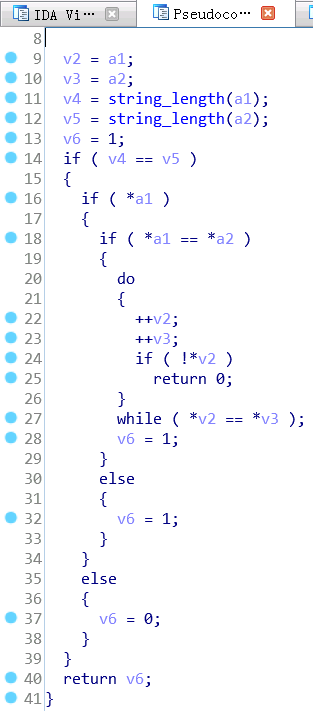 IDA Vi··· Pseudoco···
8
9 v2 = a1;
10 v3 = a2;
11 v4 = string_length(a1);
12 v5 = string_length(a2);
13 v6 = 1;
14 if ( v4 == v5 )
15 {
16 if ( *a1 )
17 {
18 if ( *a1 == *a2 )
19 {
20 do
21 {
22 ++v2;
23 ++v3;
24 if ( !*v2 )
25 return 0;
26 }
27 while ( *v2 == *v3 );
28 v6 = 1;
29 }
30 else
31 {
32 v6 = 1;
33 }
34 }
35 else
36 {
37 v6 = 0;
38 }
39 }
40 return v6;
41 }